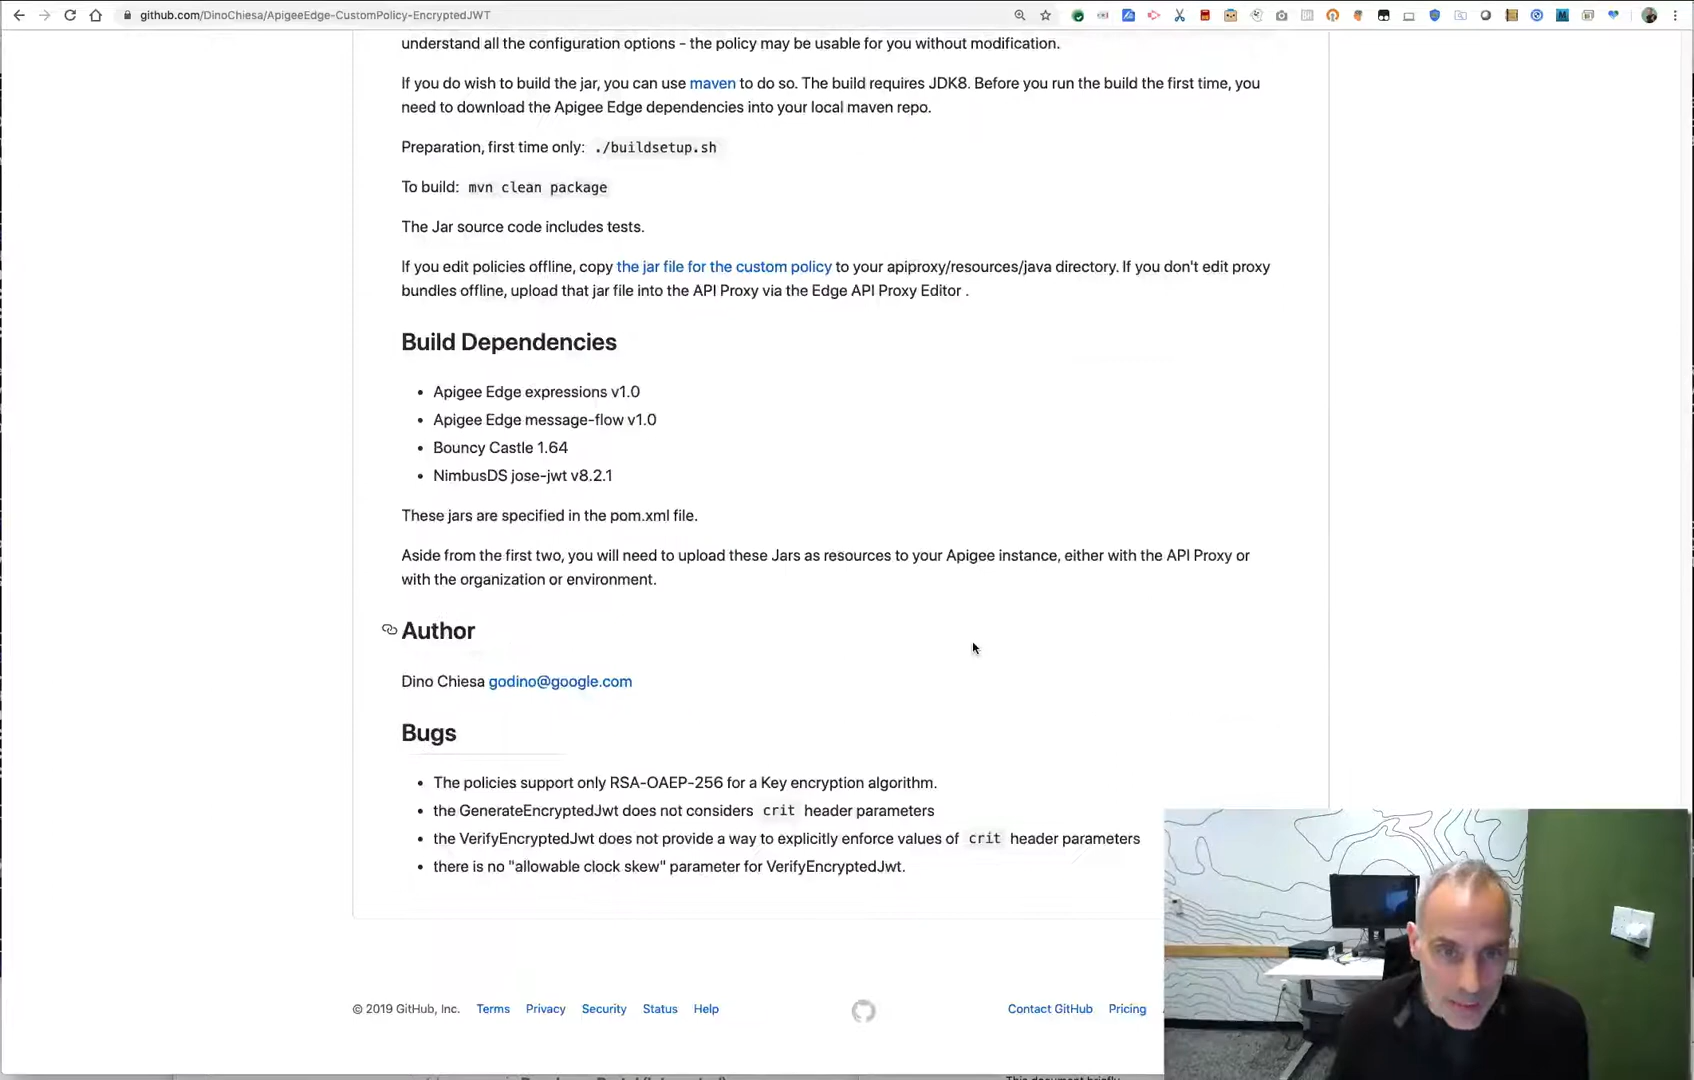 github.com/DinoChiesa/ApigeeEdge-CustomPolicy-EncryptedJWT
understand all the configuration options - the policy may be usable for you without modification.
If you do wish to build the jar, you can use maven to do so. The build requires JDK8. Before you run the build the first time, you
need to download the Apigee Edge dependencies into your local maven repo.
Preparation, first time only: ./buildsetup.sh
To build: mvn clean package
The Jar source code includes tests.
If you edit policies offline, copy the jar file for the custom policy to your apiproxy/resources/java directory. If you don't edit proxy
bundles offline, upload that jar file into the API Proxy via the Edge API Proxy Editor .
Build Dependencies
• Apigee Edge expressions v1.0
• Apigee Edge message-flow v1.0
• Bouncy Castle 1.64
• NimbusDS jose-jwt v8.2.1
These jars are specified in the pom.xml file.
Aside from the first two, you will need to upload these Jars as resources to your Apigee instance, either with the API Proxy or
with the organization or environment.
Author
Dino Chiesa godino@google.com
Bugs
• The policies support only RSA-OAEP-256 for a Key encryption algorithm.
• the GenerateEncryptedJwt does not considers crit header parameters
• the VerifyEncryptedJwt does not provide a way to explicitly enforce values of crit header parameters
• there is no "allowable clock skew" parameter for VerifyEncryptedJwt.
© 2019 GitHub, Inc. Terms Privacy Security Status Help Contact GitHub Pricing
This document briefly